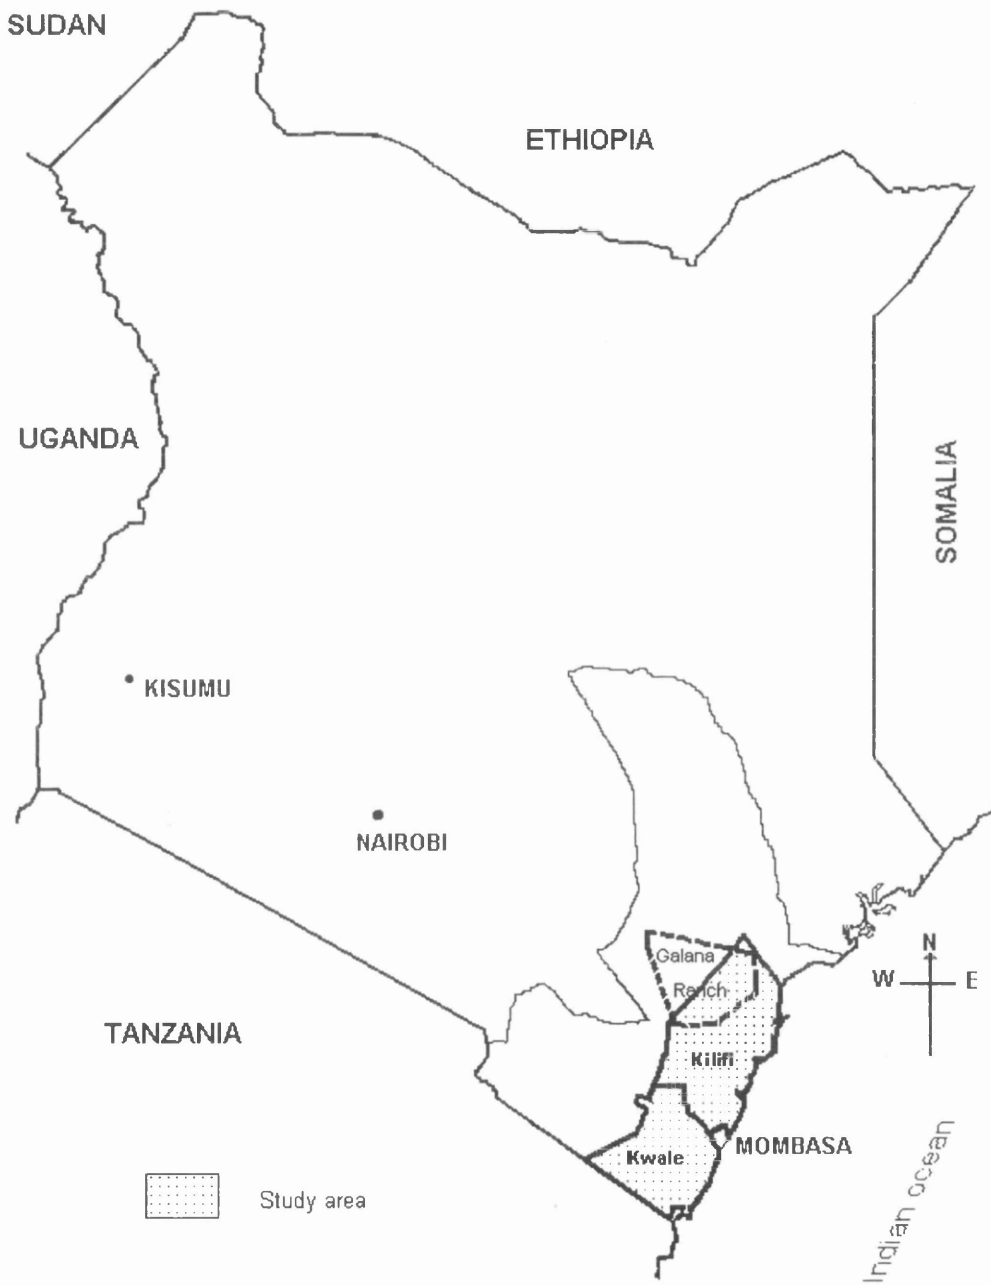 SUDAN
ETHIOPIA
UGANDA
SOMALIA
KISUMU
NAIROBI
Galana
Ranch
N
W E
TANZANIA
Kilifi
MOMBASA
Kwale
Study area
Indian ocean